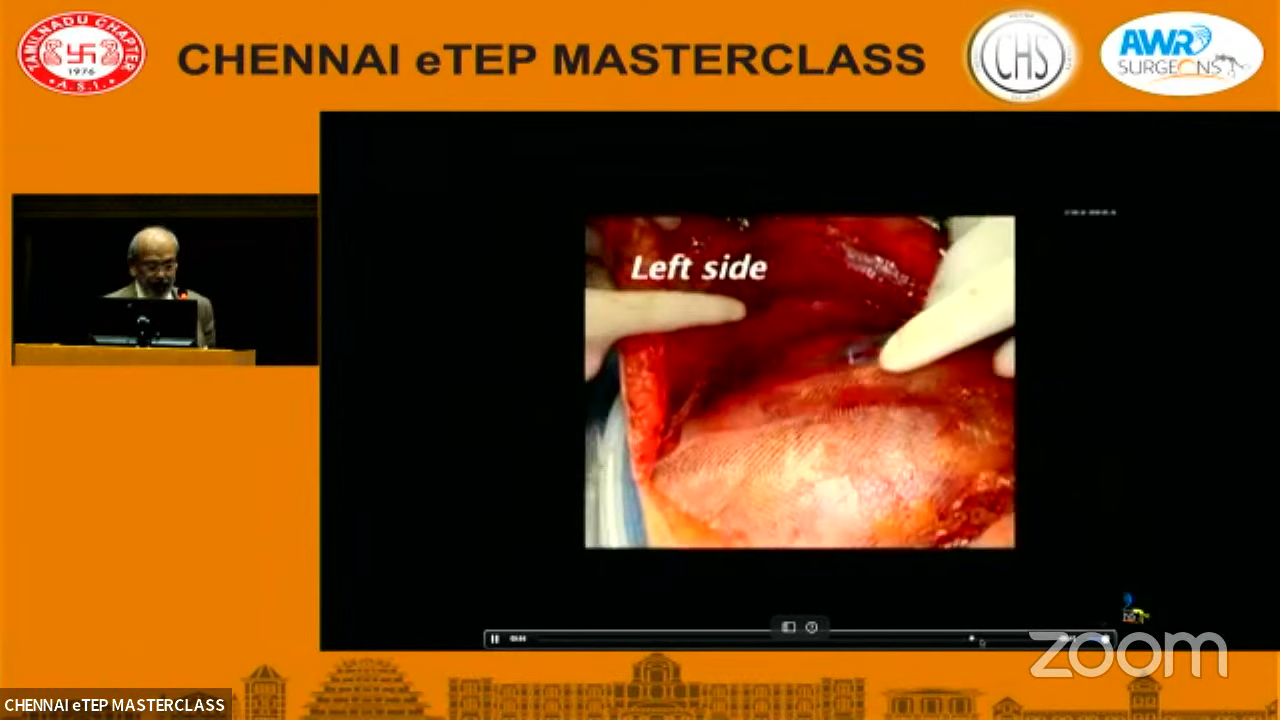 TAMILNADU CHAPTER
1976
A.S.I.
CHENNAI eTEP MASTERCLASS
CHS
AWR
SURGEONS
Left side
zoom
CHENNAI eTEP MASTERCLASS